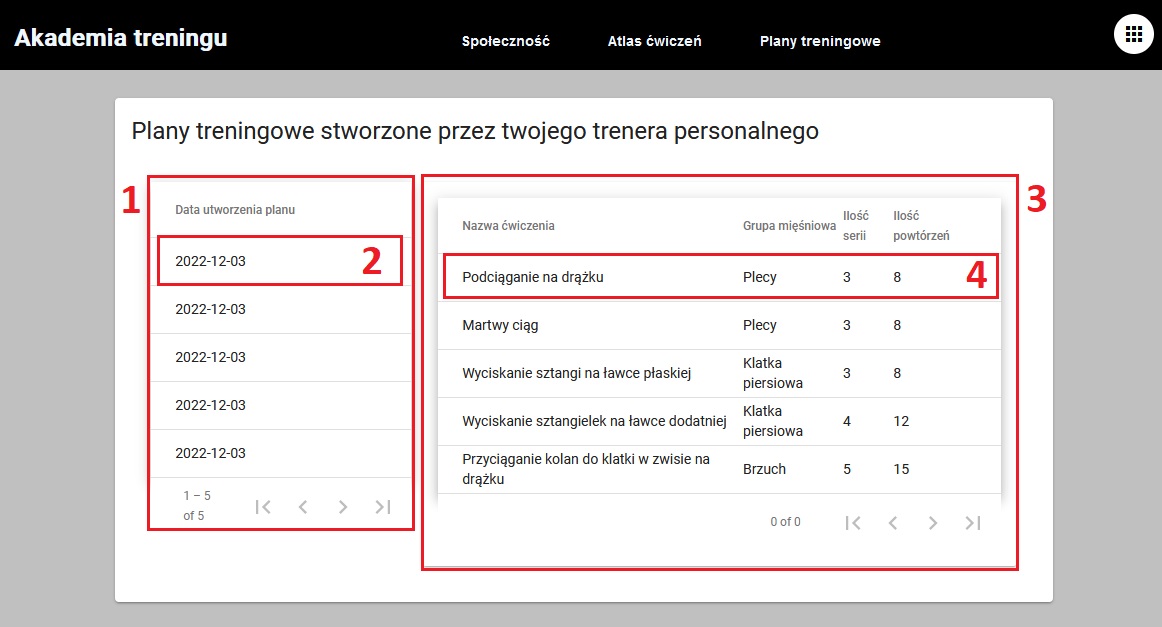 Akademia treningu
Społeczność
Atlas ćwiczeń
Plany treningowe
Plany treningowe stworzone przez twojego trenera personalnego
1
Data utworzenia planu
2022-12-03
2
2022-12-03
2022-12-03
2022-12-03
2022-12-03
1 – 5
of 5
3
Nazwa ćwiczenia
Grupa mięśniowa
Ilość
serii
Ilość
powtórzeń
Podciąganie na drążku
Plecy
3
8
4
Martwy ciąg
Plecy
3
8
Wyciskanie sztangi na ławce płaskiej
Klatka
piersiowa
3
8
Wyciskanie sztangielek na ławce dodatniej
Klatka
piersiowa
4
12
Przyciąganie kolan do klatki w zwisie na
drążku
Brzuch
5
15
0 of 0